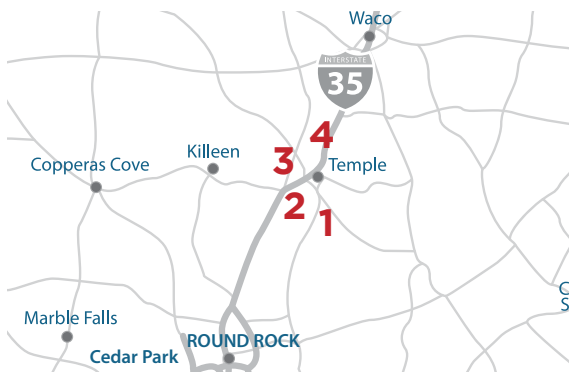 Waco
INTERSTATE
35
4
3
Killeen
Temple
Copperas Cove
2
1
Marble Falls
ROUND ROCK
Cedar Park
C
S